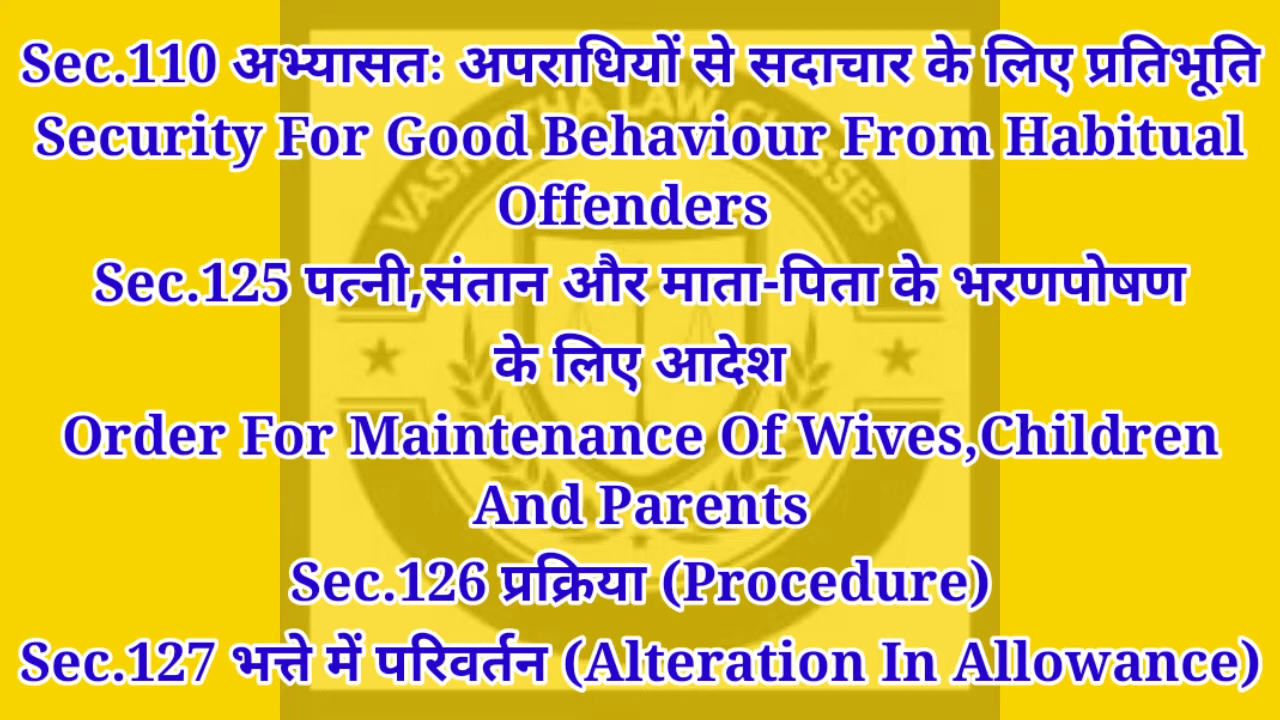 Sec.110 अभ्यासतः अपराधियों से सदाचार के लिए प्रतिभूति
Security For Good Behaviour From Habitual
Offenders
Sec.125 पत्नी,संतान और माता-पिता के भरणपोषण
के लिए आदेश
Order For Maintenance Of Wives,Children
And Parents
Sec.126 प्रक्रिया (Procedure)
Sec.127 भत्ते में परिवर्तन (Alteration In Allowance)